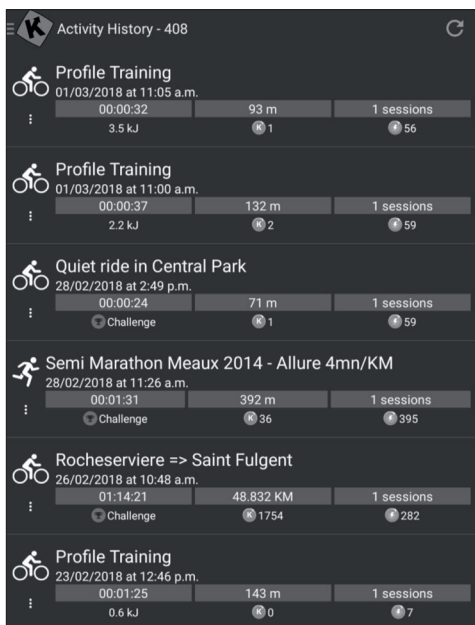 K Activity History - 408
Profile Training
01/03/2018 at 11:05 a.m.
00:00:32 93 m 1 sessions
3.5 kJ K 1 56
Profile Training
01/03/2018 at 11:00 a.m.
00:00:37 132 m 1 sessions
2.2 kJ K 2 59
Quiet ride in Central Park
28/02/2018 at 2:49 p.m.
00:00:24 71 m 1 sessions
Challenge K 1 59
Semi Marathon Meaux 2014 - Allure 4mn/KM
28/02/2018 at 11:26 a.m.
00:01:31 392 m 1 sessions
Challenge K 36 395
Rocheserviere => Saint Fulgent
26/02/2018 at 10:48 a.m.
01:14:21 48.832 KM 1 sessions
Challenge K 1754 282
Profile Training
23/02/2018 at 12:46 p.m.
00:01:25 143 m 1 sessions
0.6 kJ K 0 7